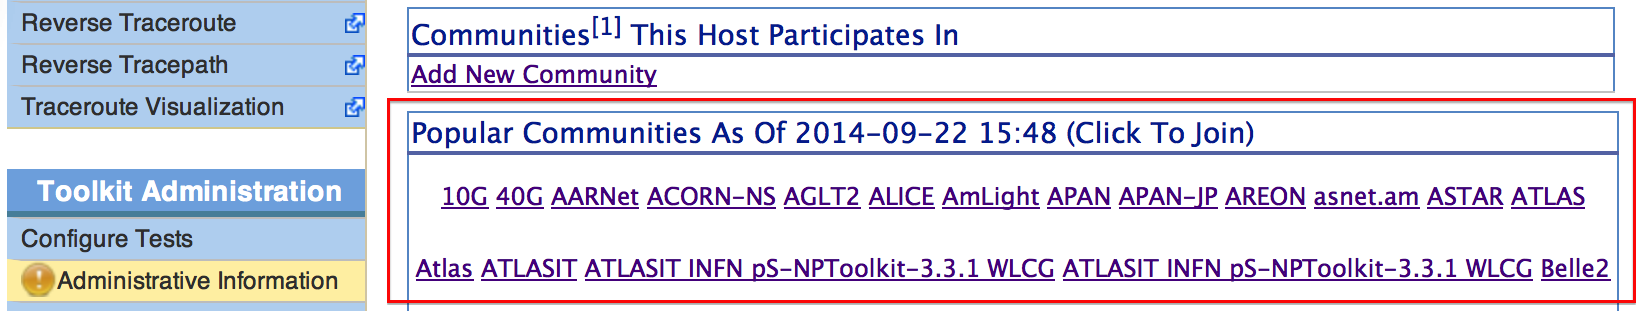 Reverse Traceroute
Reverse Tracepath
Traceroute Visualization
Toolkit Administration
Configure Tests
Administrative Information
Communities[1] This Host Participates In
Add New Community
Popular Communities As Of 2014-09-22 15:48 (Click To Join)
10G 40G AARNet ACORN-NS AGLT2 ALICE AmLight APAN APAN-JP AREON asnet.am ASTAR ATLAS
Atlas ATLASIT ATLASIT INFN pS-NPToolkit-3.3.1 WLCG ATLASIT INFN pS-NPToolkit-3.3.1 WLCG Belle2